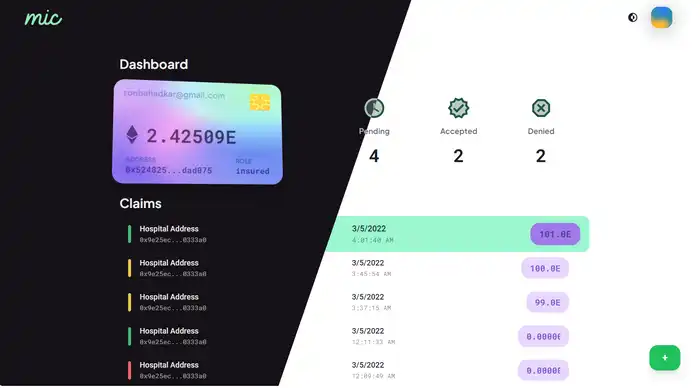 mic
Dashboard
ronbahadkar@gmail.com
2.42509E
ADDRESS
0x524825...dad075
ROLE
insured
Pending
4
Accepted
2
Denied
2
Claims
Hospital Address
0x9e25ec...0333a0
3/5/2022
4:01:40 AM
101.0E
Hospital Address
0x9e25ec...0333a0
3/5/2022
3:45:54 AM
100.0E
Hospital Address
0x9e25ec...0333a0
3/5/2022
3:37:15 AM
99.0E
Hospital Address
0x9e25ec...0333a0
3/5/2022
12:11:33 AM
Hospital Address
0x9e25ec...0333a0
3/5/2022
12:09:49 AM
+